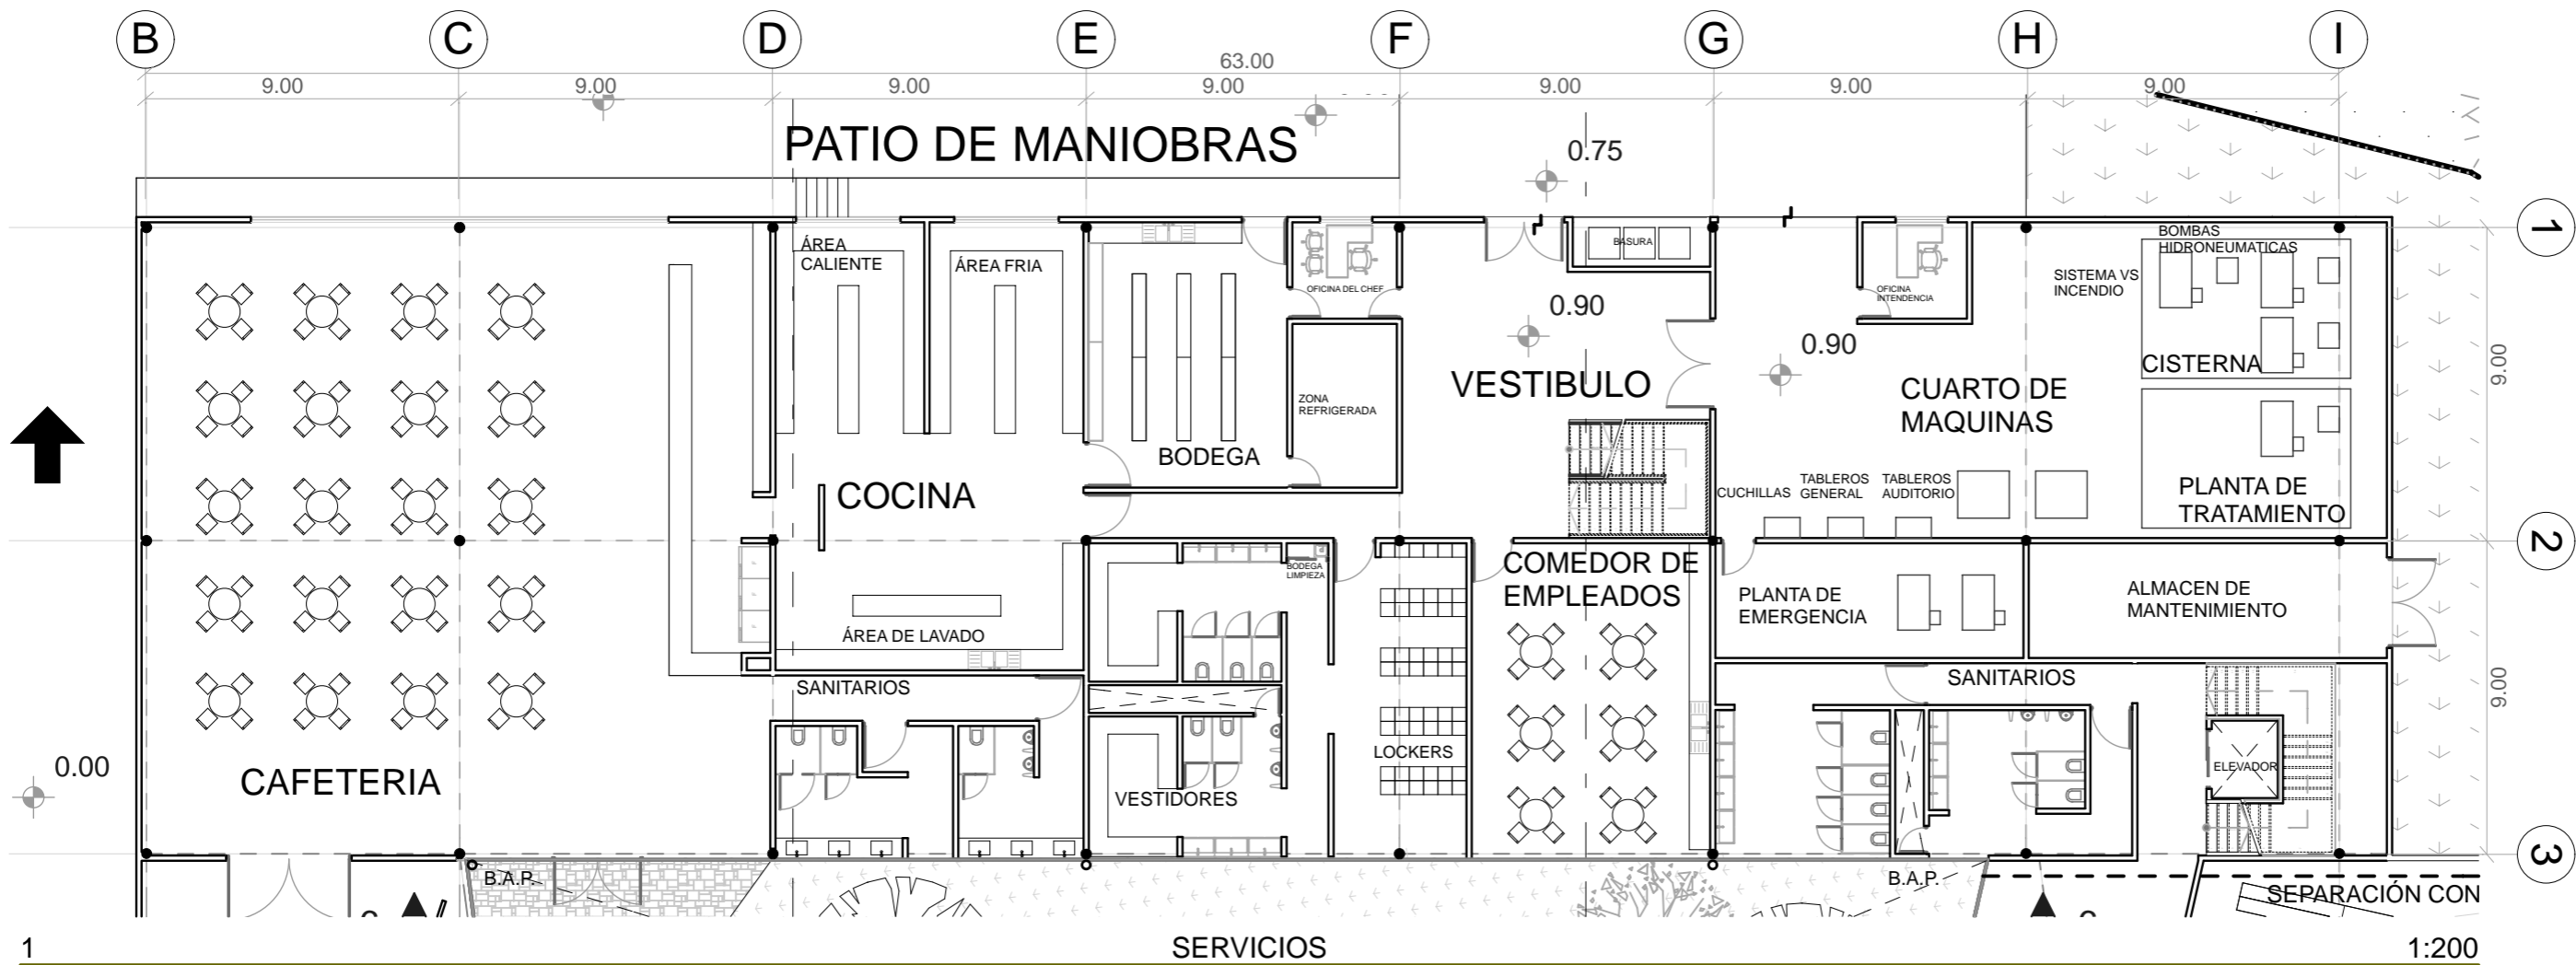 B C D E F G H I
63.00
9.00 9.00 9.00 9.00 9.00 9.00 9.00
PATIO DE MANIOBRAS
0.75
1
ÁREA
CALIENTE
ÁREA FRIA
OFICINA DEL CHEF
BASURA
0.90
0.90
OFICINA
INTENDENCIA
BOMBAS
HIDRONEUMATICAS
SISTEMA VS
INCENDIO
CISTERNA
9.00
VESTIBULO
CUARTO DE
MAQUINAS
ZONA
REFRIGERADA
BODEGA
COCINA
CUCHILLAS
TABLEROS
GENERAL
TABLEROS
AUDITORIO
PLANTA DE
TRATAMIENTO
2
BODEGA
LIMPIEZA
COMEDOR DE
EMPLEADOS
PLANTA DE
EMERGENCIA
ALMACEN DE
MANTENIMIENTO
ÁREA DE LAVADO
SANITARIOS
SANITARIOS
9.00
LOCKERS
0.00
CAFETERIA
VESTIDORES
ELEVADOR
3
B.A.P.
B.A.P.
SEPARACIÓN CON
1 SERVICIOS 1:200